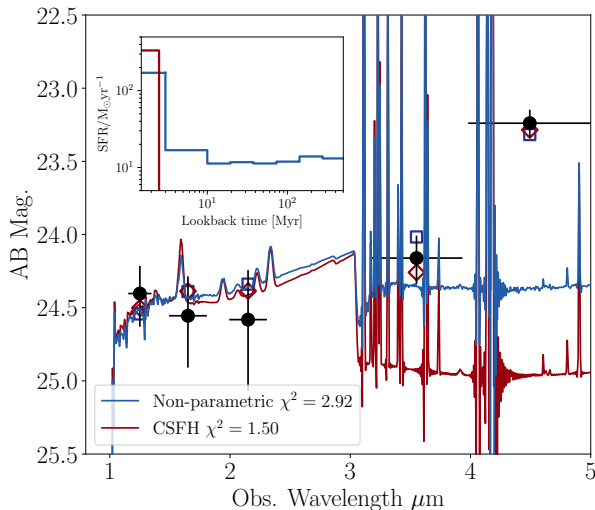 22.5
23.0
23.5
24.0
24.5
25.0
25.5
AB Mag.
SFR/M⊙yr⁻¹
10²
10¹
10¹
10²
Lookback time [Myr]
Non-parametric χ² = 2.92
CSFH χ² = 1.50
1
2
3
4
5
Obs. Wavelength μm